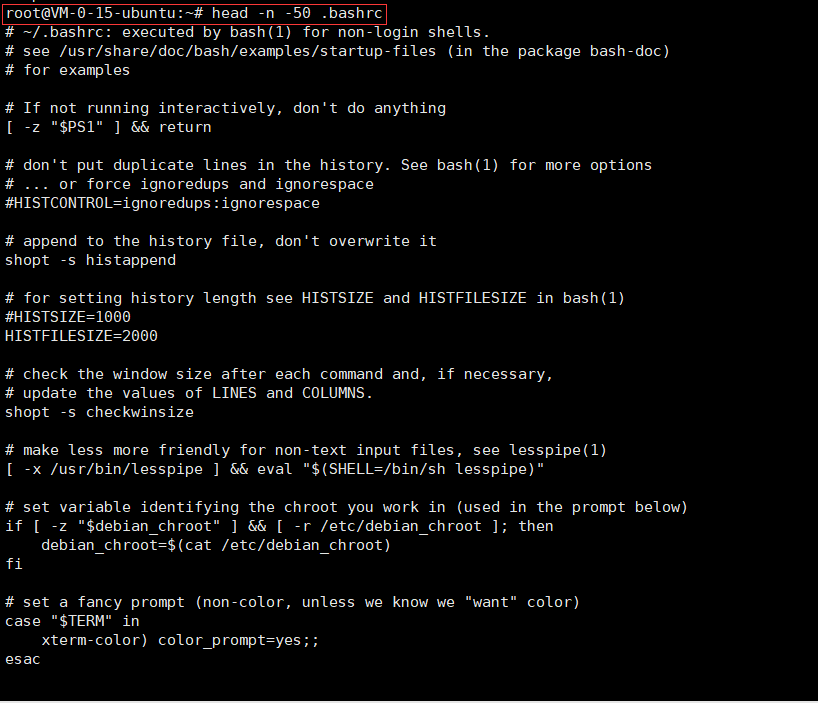 root@VM-0-15-ubuntu:~# head -n -50 .bashrc
# ~/.bashrc: executed by bash(1) for non-login shells.
# see /usr/share/doc/bash/examples/startup-files (in the package bash-doc)
# for examples

# If not running interactively, don't do anything
[ -z "$PS1" ] && return

# don't put duplicate lines in the history. See bash(1) for more options
# ... or force ignoredups and ignorespace
#HISTCONTROL=ignoredups:ignorespace

# append to the history file, don't overwrite it
shopt -s histappend

# for setting history length see HISTSIZE and HISTFILESIZE in bash(1)
#HISTSIZE=1000
HISTFILESIZE=2000

# check the window size after each command and, if necessary,
# update the values of LINES and COLUMNS.
shopt -s checkwinsize

# make less more friendly for non-text input files, see lesspipe(1)
[ -x /usr/bin/lesspipe ] && eval "$(SHELL=/bin/sh lesspipe)"

# set variable identifying the chroot you work in (used in the prompt below)
if [ -z "$debian_chroot" ] && [ -r /etc/debian_chroot ]; then
    debian_chroot=$(cat /etc/debian_chroot)
fi

# set a fancy prompt (non-color, unless we know we "want" color)
case "$TERM" in
    xterm-color) color_prompt=yes;;
esac